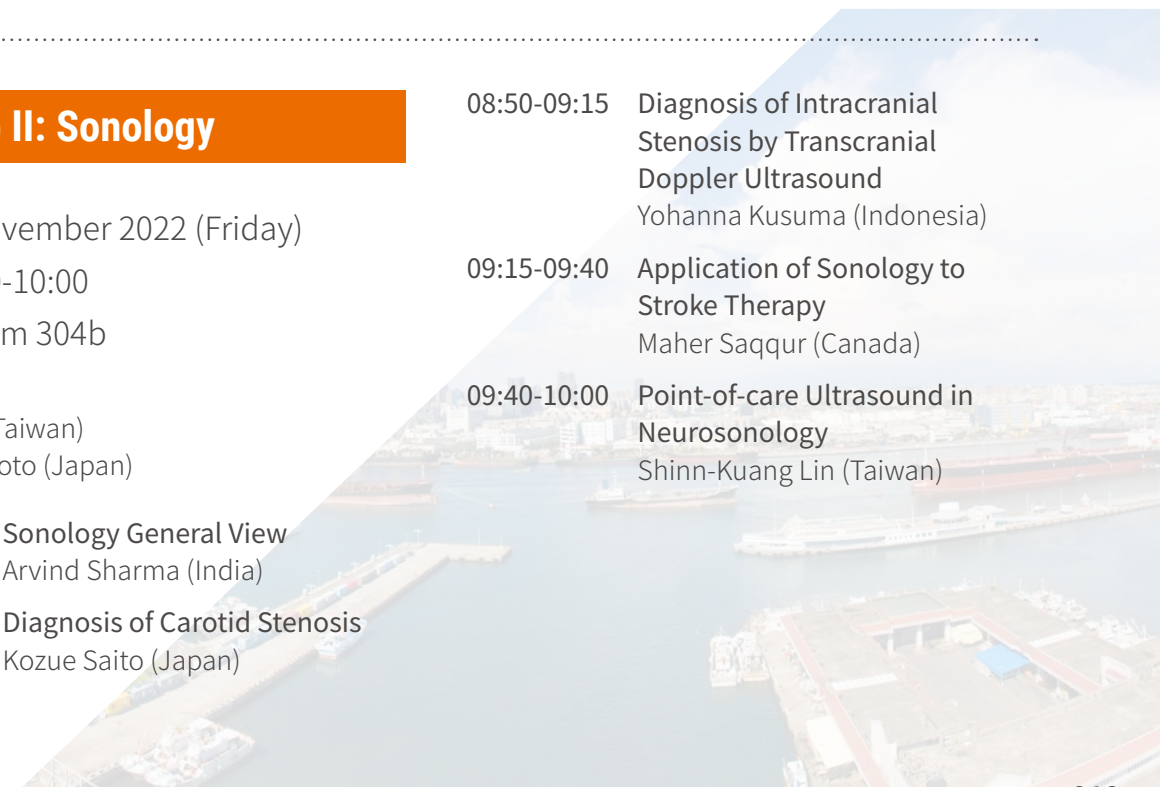 II: Sonology
2022 (Friday)
-10:00
304b
Taiwan)
(Japan)
Sonology General View
Arvind Sharma (India)
Diagnosis of Carotid Stenosis
Kozue Saito (Japan)
08:50-09:15 Diagnosis of Intracranial
Stenosis by Transcranial
Doppler Ultrasound
Yohanna Kusuma (Indonesia)
09:15-09:40 Application of Sonology to
Stroke Therapy
Maher Saqqur (Canada)
09:40-10:00 Point-of-care Ultrasound in
Neurosonology
Shinn-Kuang Lin (Taiwan)